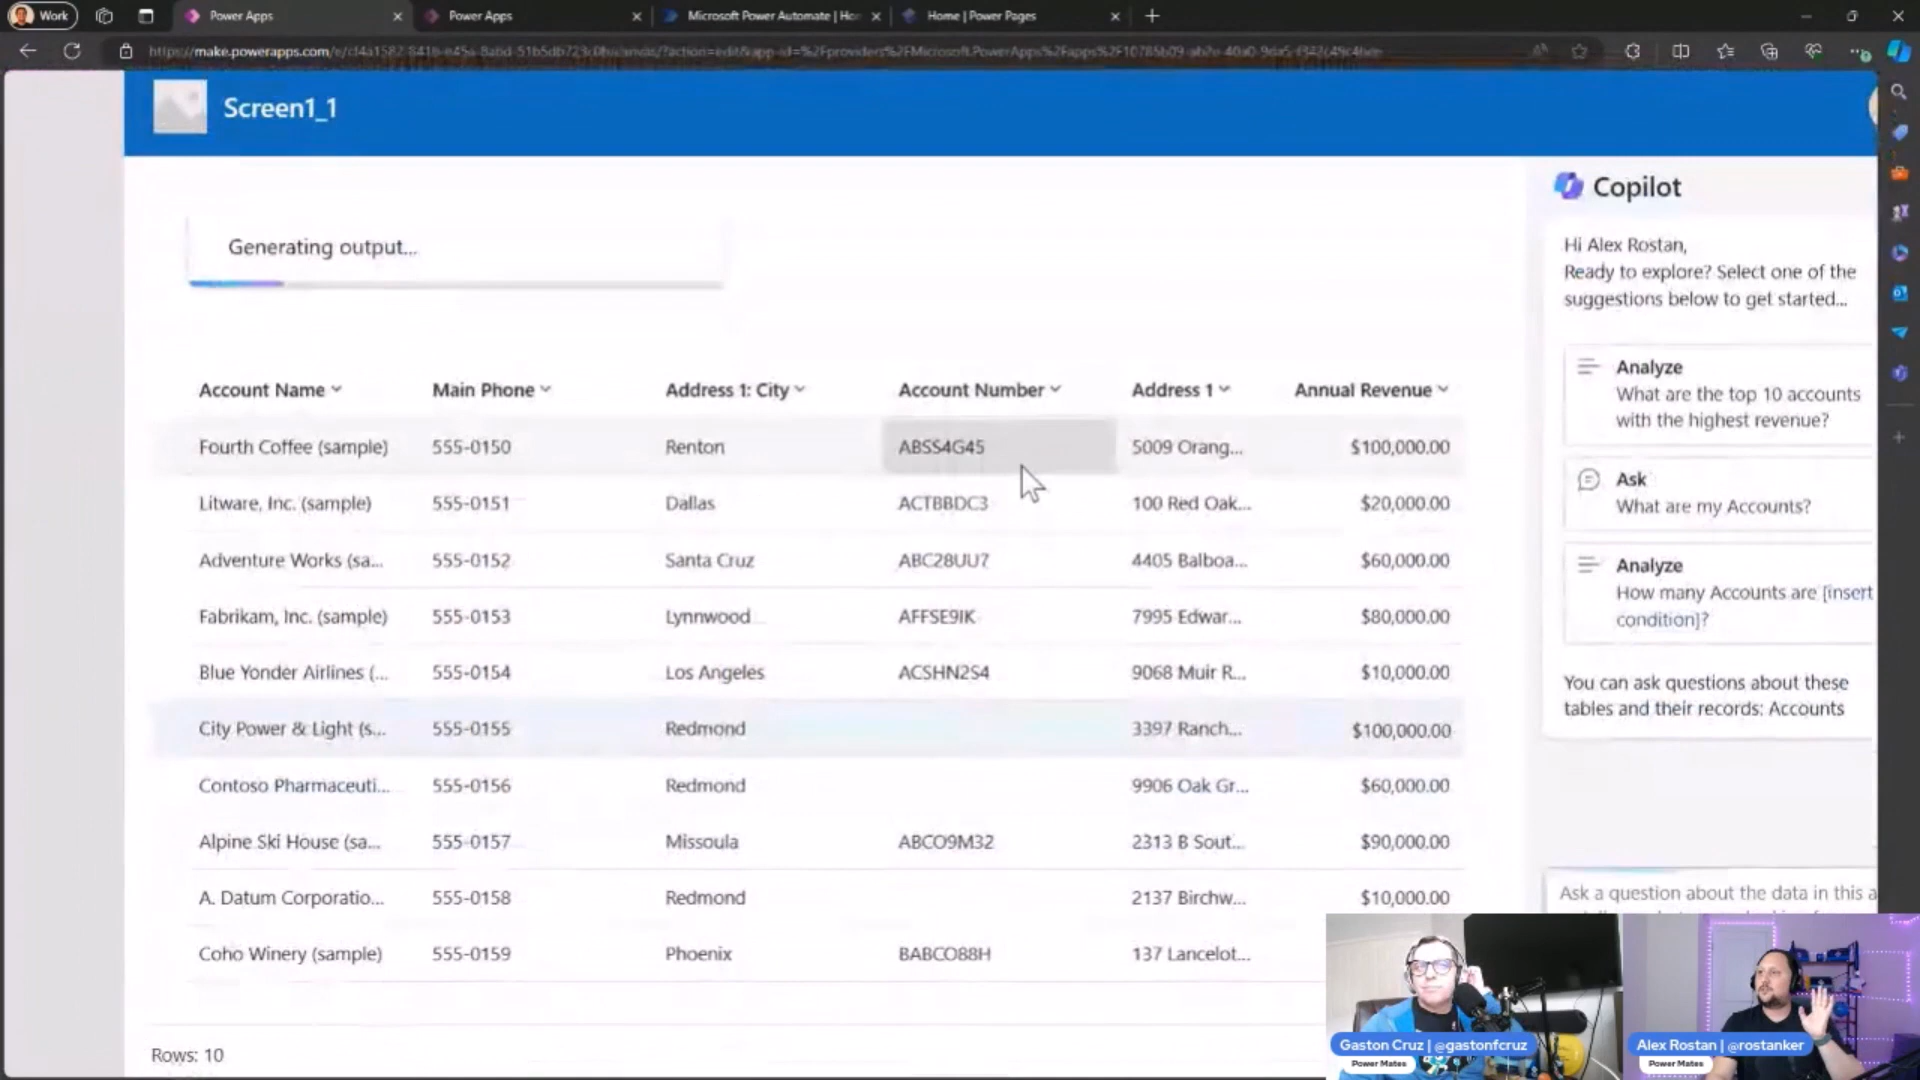 Work
Power Apps
Power Apps
Microsoft Power Automate | Ho
Home | Power Pages
Screen1_1
Generating output...
Account Name Main Phone Address 1: City Account Number Address 1 Annual Revenue
Fourth Coffee (sample) 555-0150 Renton ABSS4G45 5009 Orang... $100,000.00
Litware, Inc. (sample) 555-0151 Dallas ACTBBDC3 100 Red Oak... $20,000.00
Adventure Works (sa... 555-0152 Santa Cruz ABC28UU7 4405 Balboa... $60,000.00
Fabrikam, Inc. (sample) 555-0153 Lynnwood AFFSE9IK 7995 Edwar... $80,000.00
Blue Yonder Airlines (... 555-0154 Los Angeles ACSHN2S4 9068 Muir R... $10,000.00
City Power & Light (s... 555-0155 Redmond 3397 Ranch... $100,000.00
Contoso Pharmaceuti... 555-0156 Redmond 9906 Oak Gr... $60,000.00
Alpine Ski House (sa... 555-0157 Missoula ABCO9M32 2313 B Sout... $90,000.00
A. Datum Corporatio... 555-0158 Redmond 2137 Birchw... $10,000.00
Coho Winery (sample) 555-0159 Phoenix BABCO88H 137 Lancelot...
Rows: 10
Copilot
Hi Alex Rostan,
Ready to explore? Select one of the
suggestions below to get started...
Analyze
What are the top 10 accounts
with the highest revenue?
Ask
What are my Accounts?
Analyze
How many Accounts are [insert
condition]?
You can ask questions about these
tables and their records: Accounts
Ask a question about the data in this a
Gaston Cruz | @gastonfcruz
Power Mates
Alex Rostan | @rostanker
Power Mates